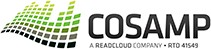 COSAMP
A READCLOUD COMPANY • RTO 41549